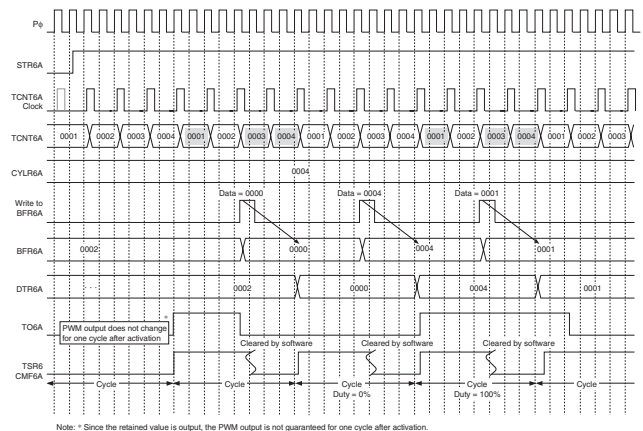 Pφ
STR6A
TCNT6A
Clock
TCNT6A
0001 0002 0003 0004 0001 0002 0003 0004 0001 0002 0003 0004 0001 0002 0003 0004 0001 0002 0003
CYLR6A
0004
Data = 0000 Data = 0004 Data = 0001
Write to
BFR6A
BFR6A
0002 0000 0004 0001
DTR6A
. . . 0002 0000 0004 0001
TO6A
*
PWM output does not change
for one cycle after activation
Cleared by software Cleared by software Cleared by software
TSR6
CMF6A
Cycle Cycle Cycle Cycle Cycle
Duty = 0% Duty = 100%
Note: * Since the retained value is output, the PWM output is not guaranteed for one cycle after activation.